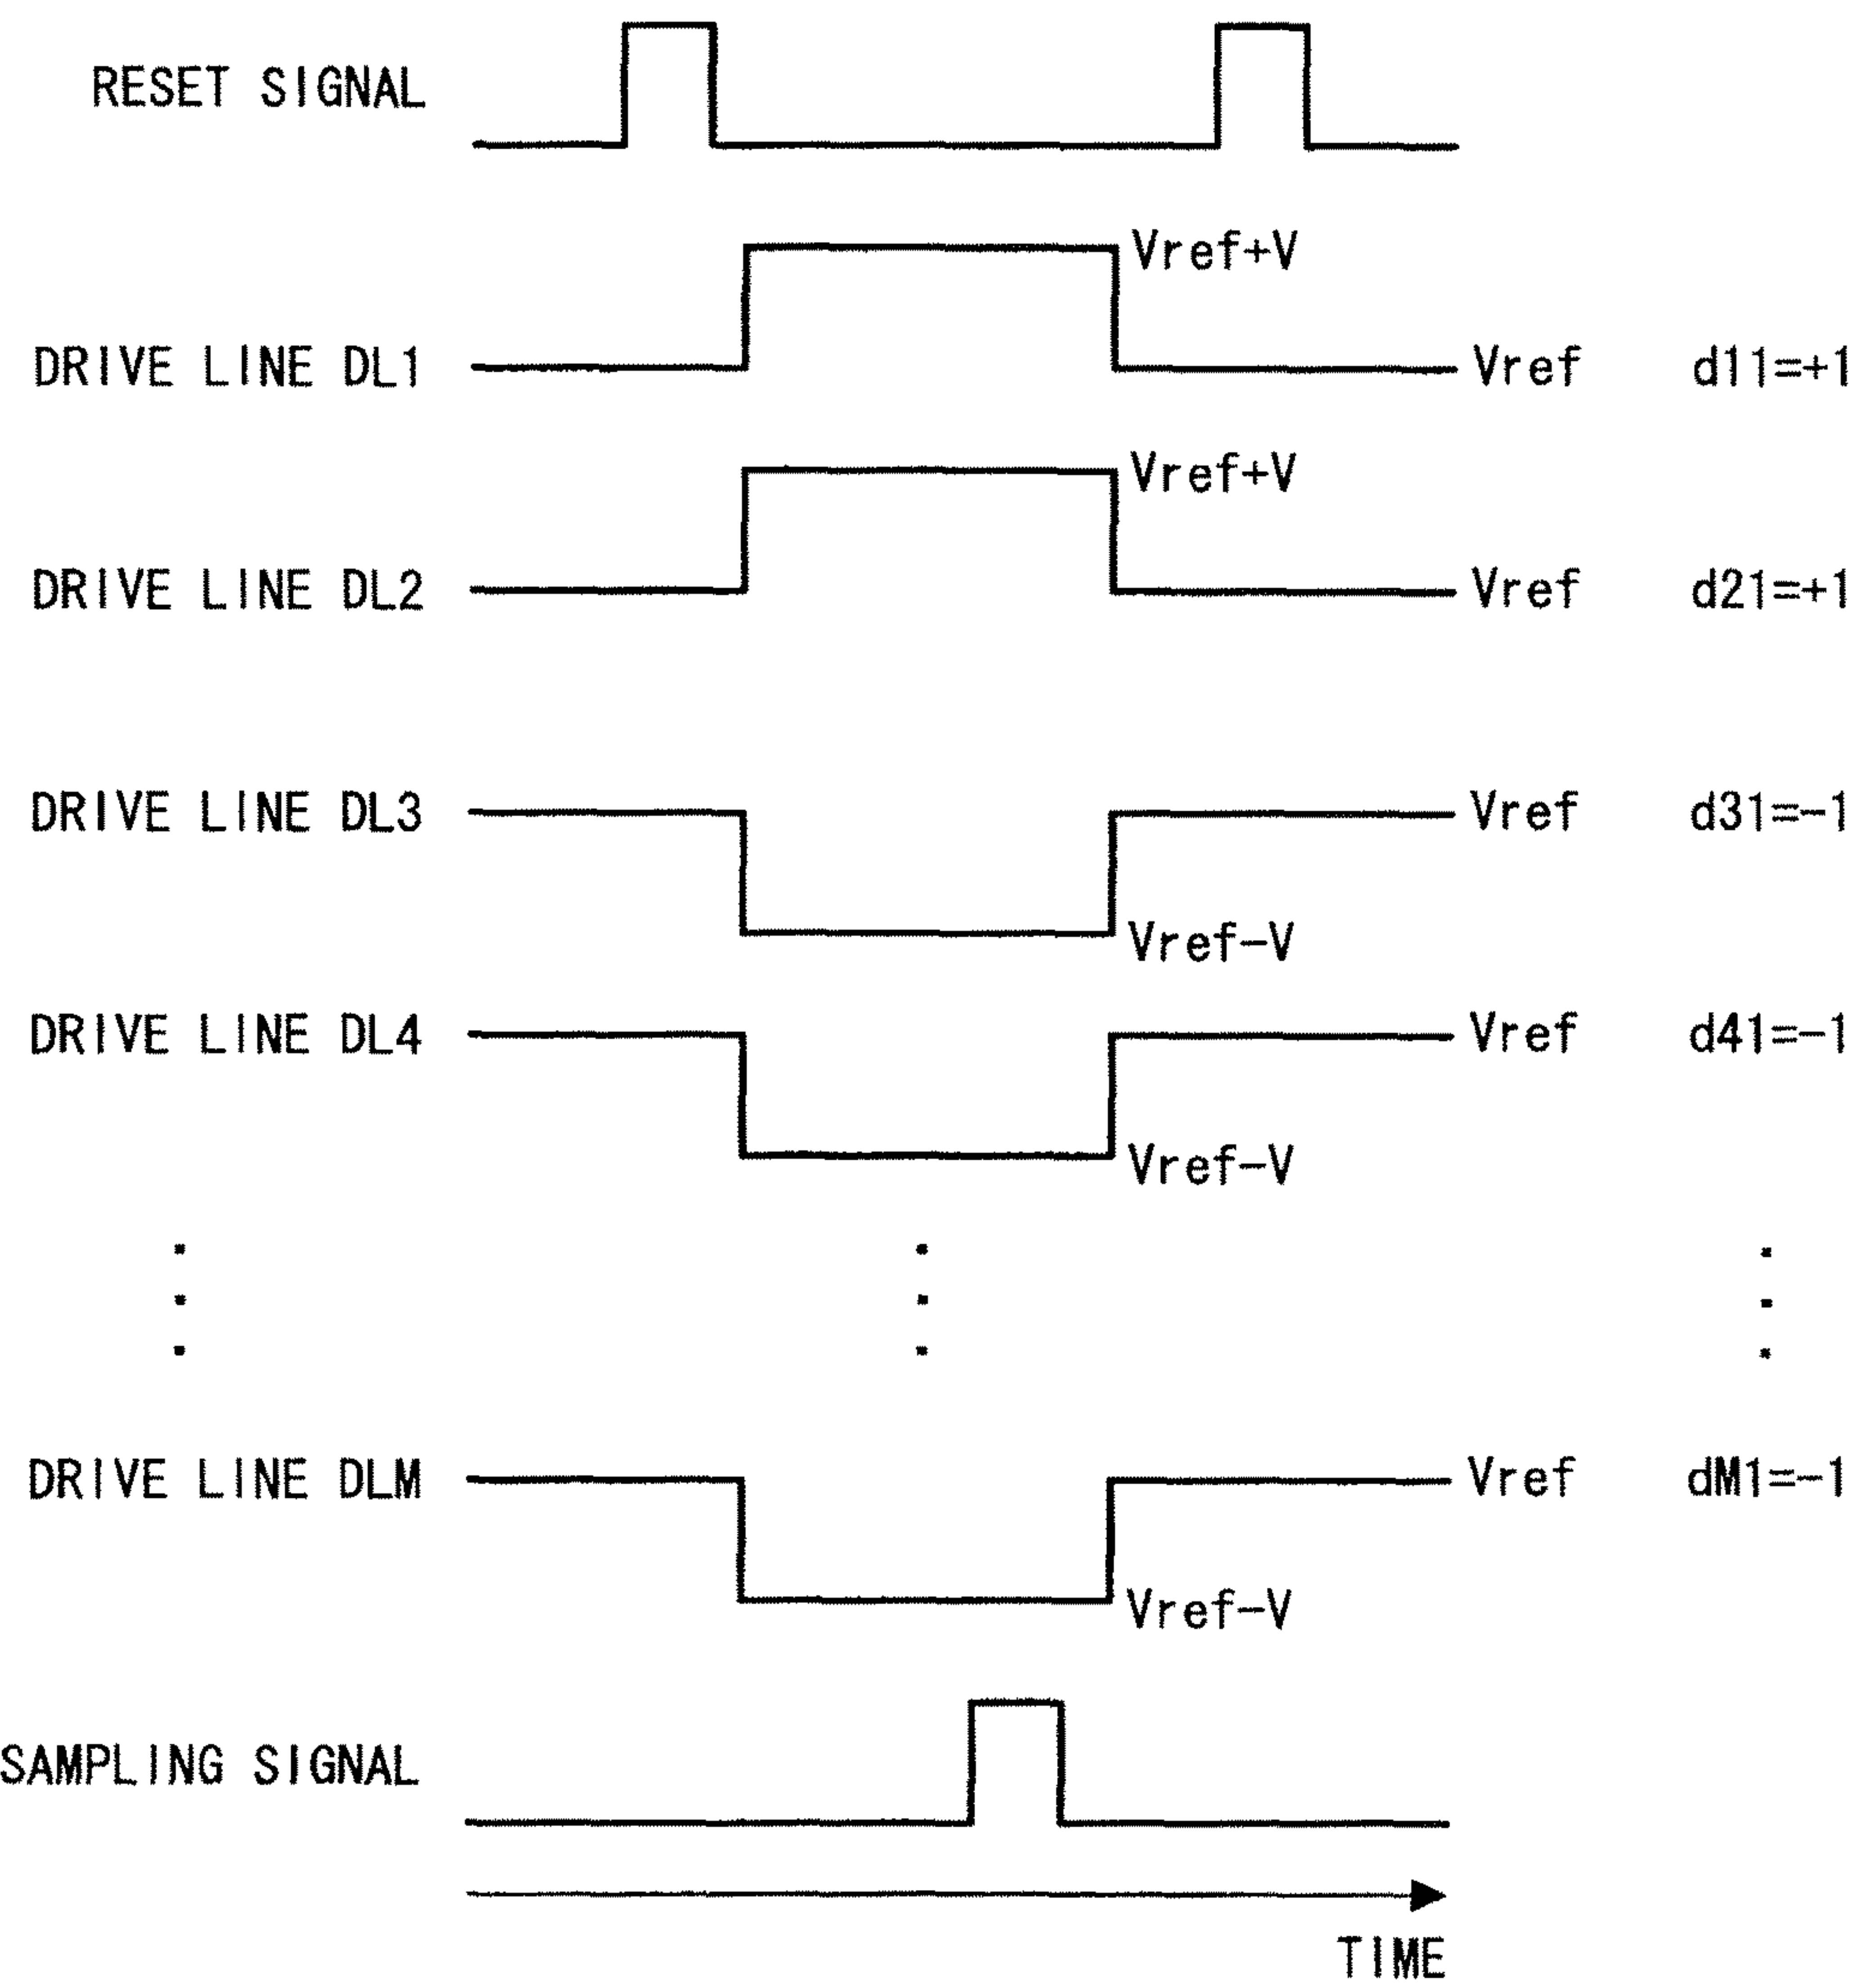 RESET SIGNAL
Vref+V
DRIVE LINE DL1 Vref d11=+1
Vref+V
DRIVE LINE DL2 Vref d21=+1
DRIVE LINE DL3 Vref d31=-1
Vref-V
DRIVE LINE DL4 Vref d41=-1
Vref-V
DRIVE LINE DLM Vref dM1=-1
Vref-V
SAMPLING SIGNAL
TIME